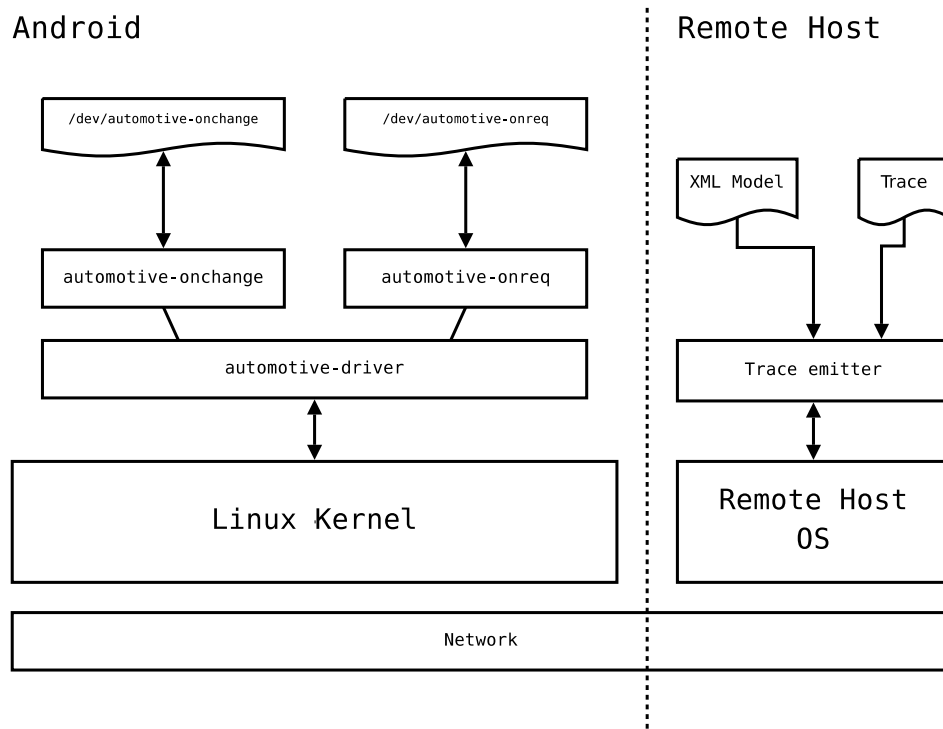 Android
Remote Host
/dev/automotive-onchange
/dev/automotive-onreq
XML Model
Trace
automotive-onchange
automotive-onreq
automotive-driver
Trace emitter
Linux Kernel
Remote Host
OS
Network